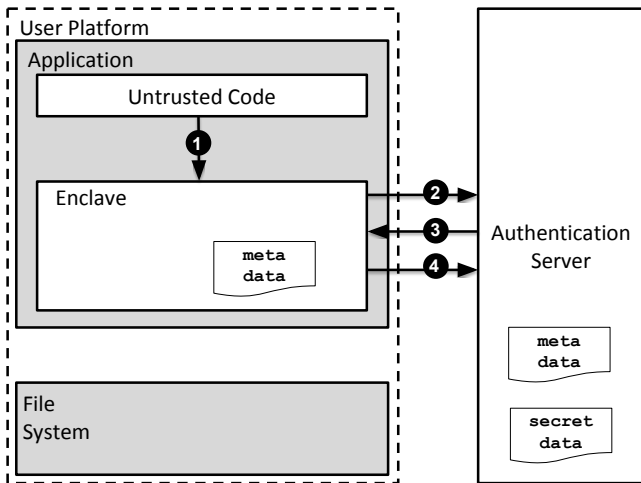 User Platform
Application
Untrusted Code
1
Enclave
2
3
4
meta
data
Authentication
Server
meta
data
secret
data
File
System